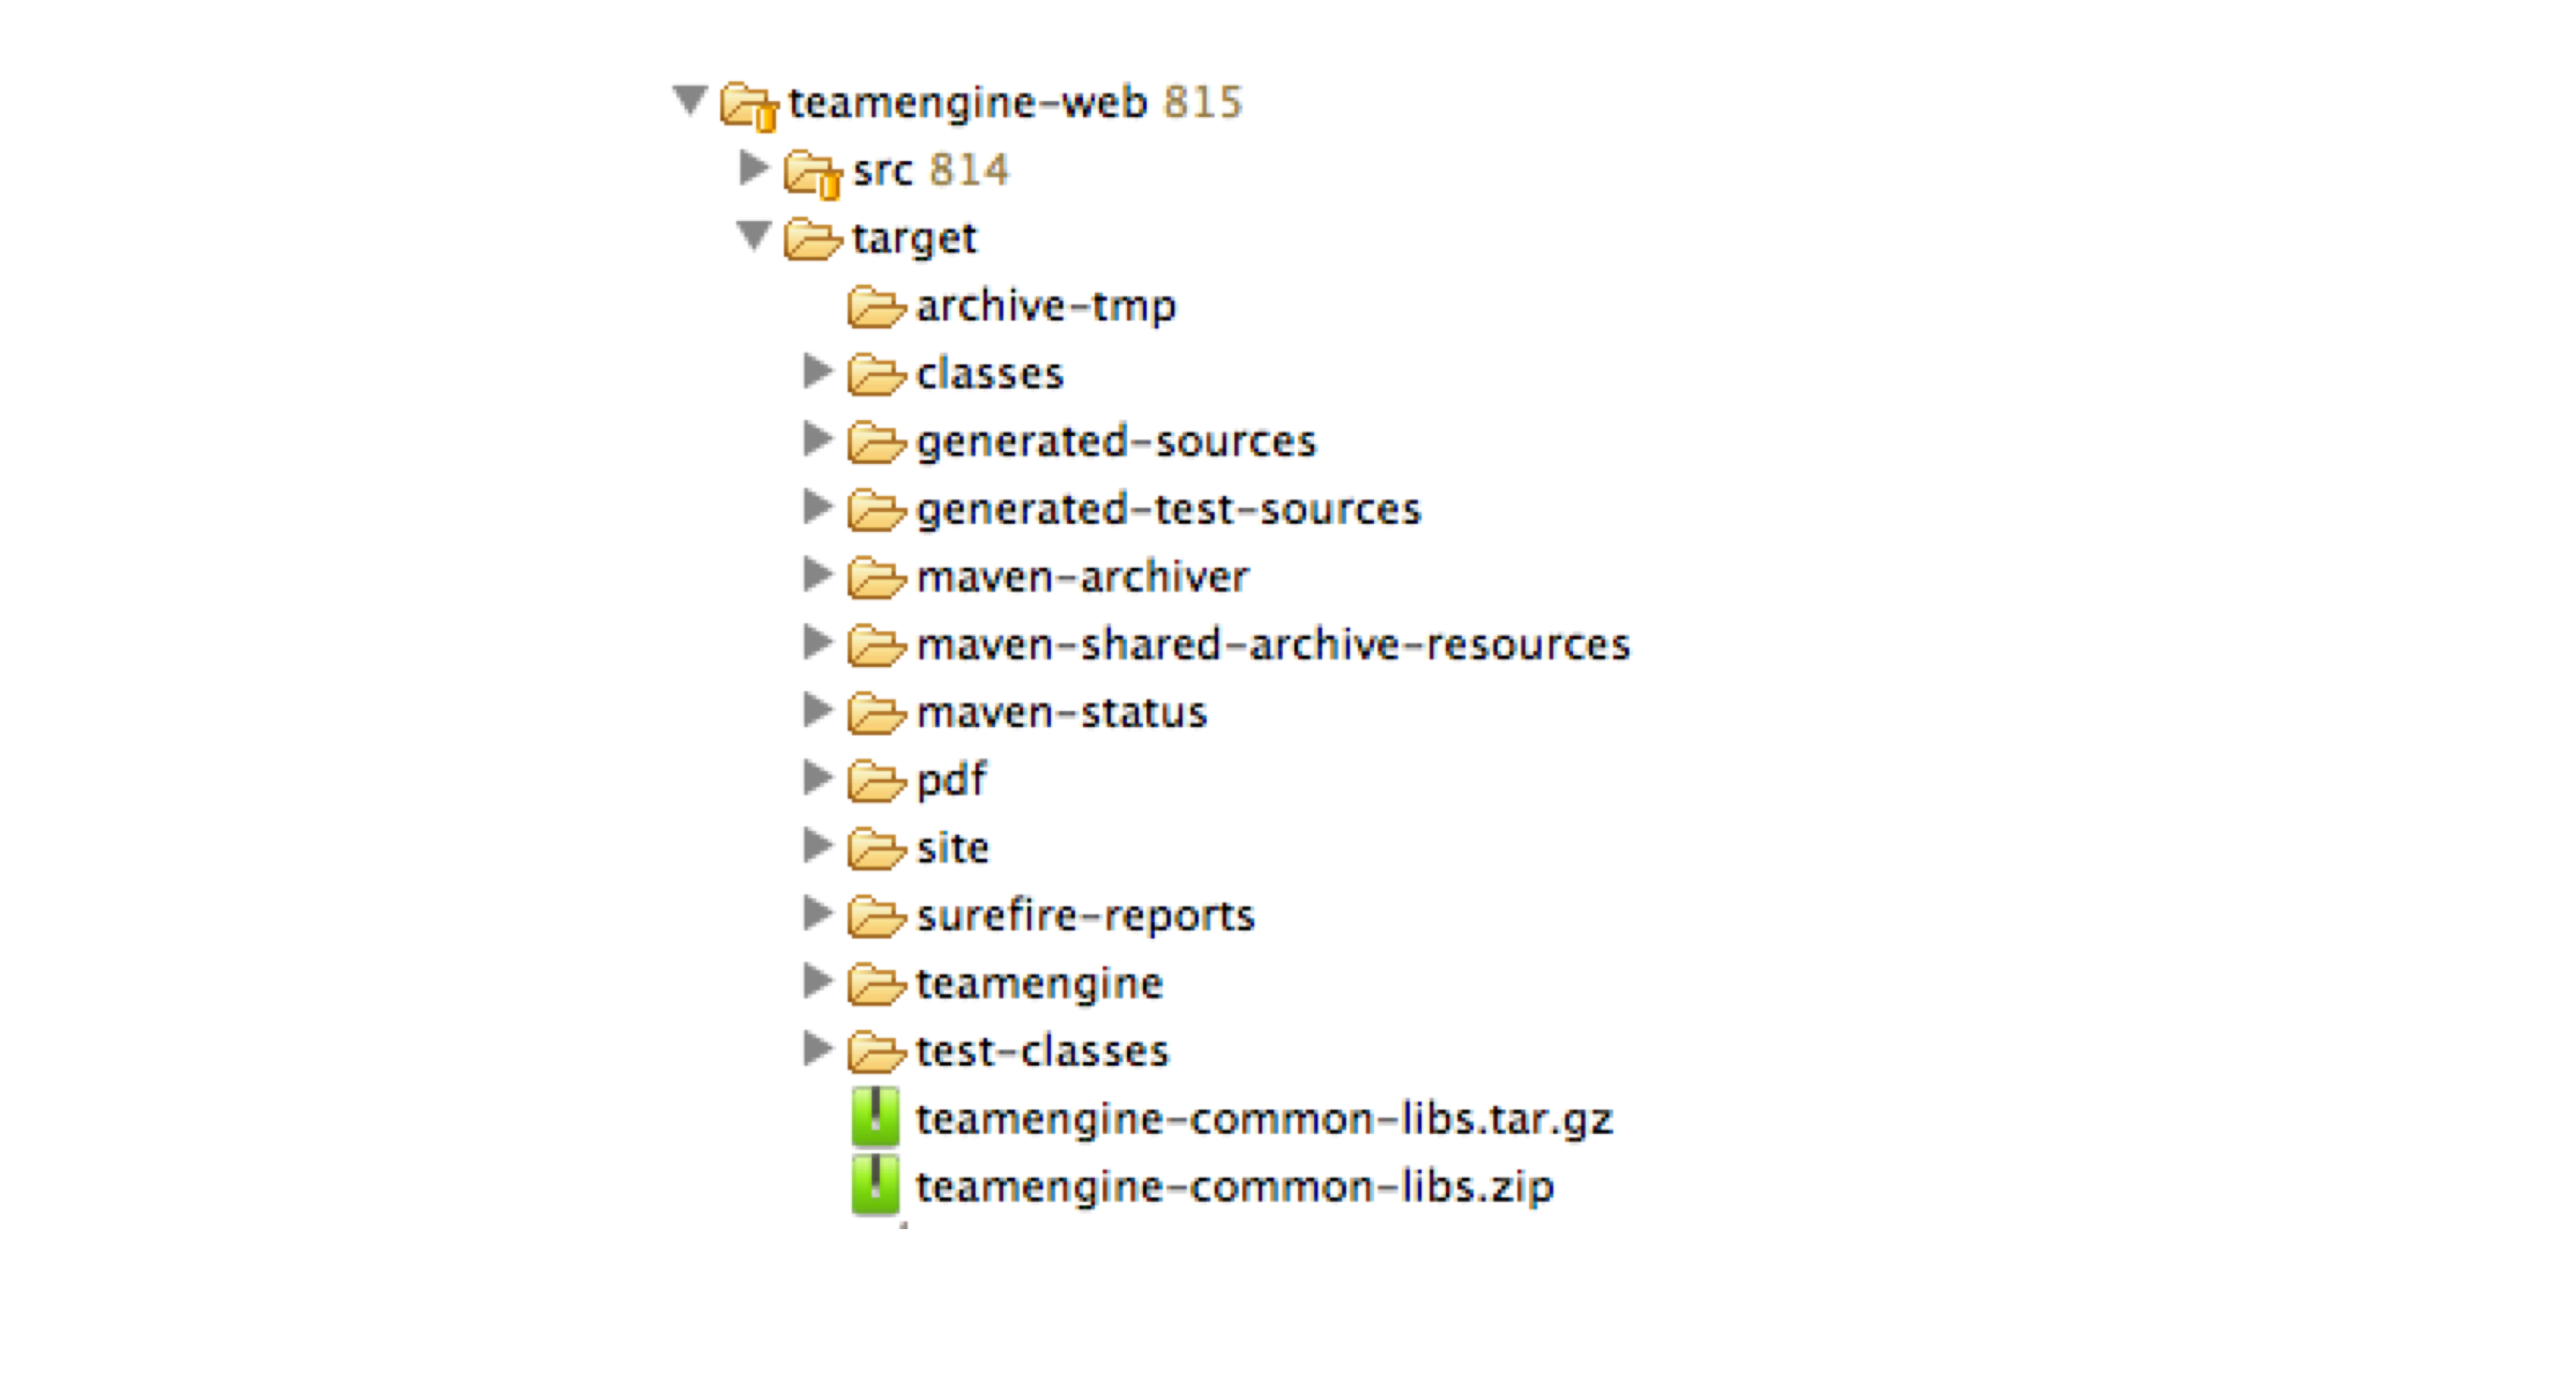 teamengine-web 815
src 814
target
archive-tmp
classes
generated-sources
generated-test-sources
maven-archiver
maven-shared-archive-resources
maven-status
pdf
site
surefire-reports
teamengine
test-classes
teamengine-common-libs.tar.gz
teamengine-common-libs.zip